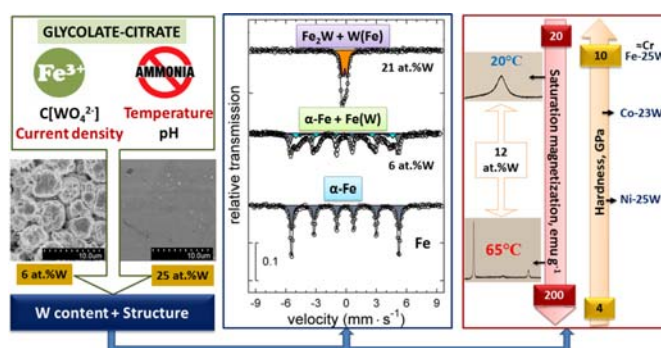 GLYCOLATE-CITRATE
Fe³⁺
AMMONIA
C[WO₄²⁻]
Temperature
Current density
pH
10.0um
10.0um
6 at.%W
25 at.%W
W content + Structure
relative transmission
Fe₂W + W(Fe)
21 at.%W
α-Fe + Fe(W)
6 at.%W
α-Fe
Fe
0.1
-9 -6 -3 0 3 6 9
velocity (mm · s⁻¹)
20
20°C
12
at.%W
65°C
Saturation magnetization, emu g⁻¹
200
10
Hardness, GPa
4
=Cr
Fe-25W
Co-23W
Ni-25W